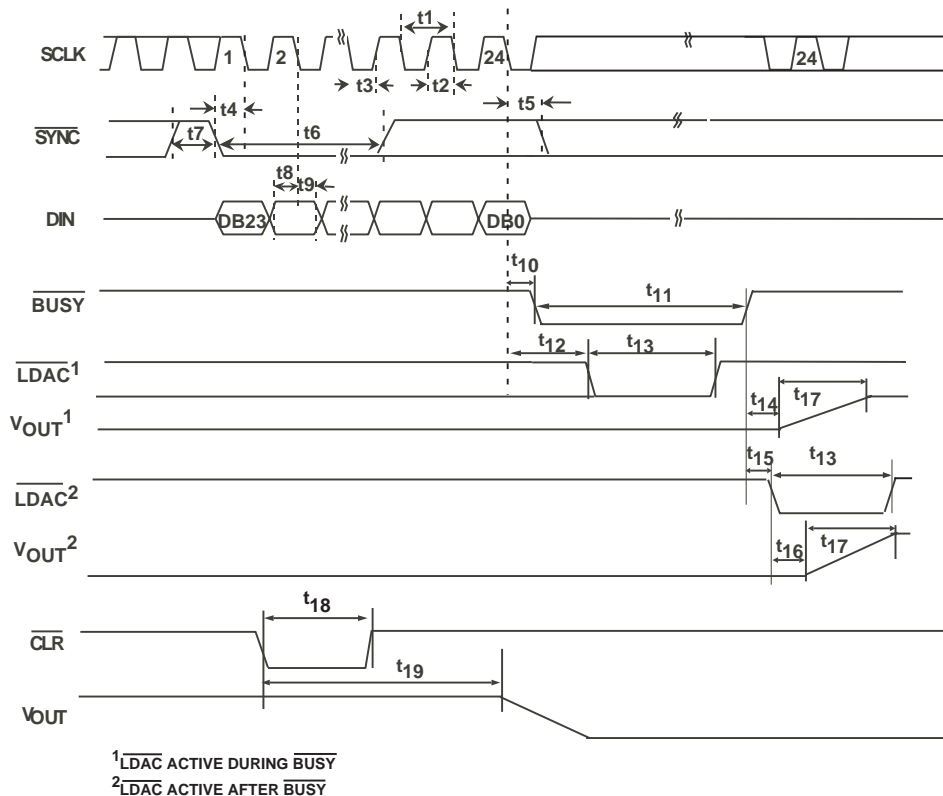 t1
SCLK 1 2 24 24
t3 t2
t4 t5
SYNC t7 t6
t8 t9
DIN DB23 DB0
t10
BUSY t11
t12 t13
LDAC1
t14 t17
VOUT1
t15 t13
LDAC2
VOUT2 t16 t17
t18
CLR
t19
VOUT
1LDAC ACTIVE DURING BUSY
2LDAC ACTIVE AFTER BUSY